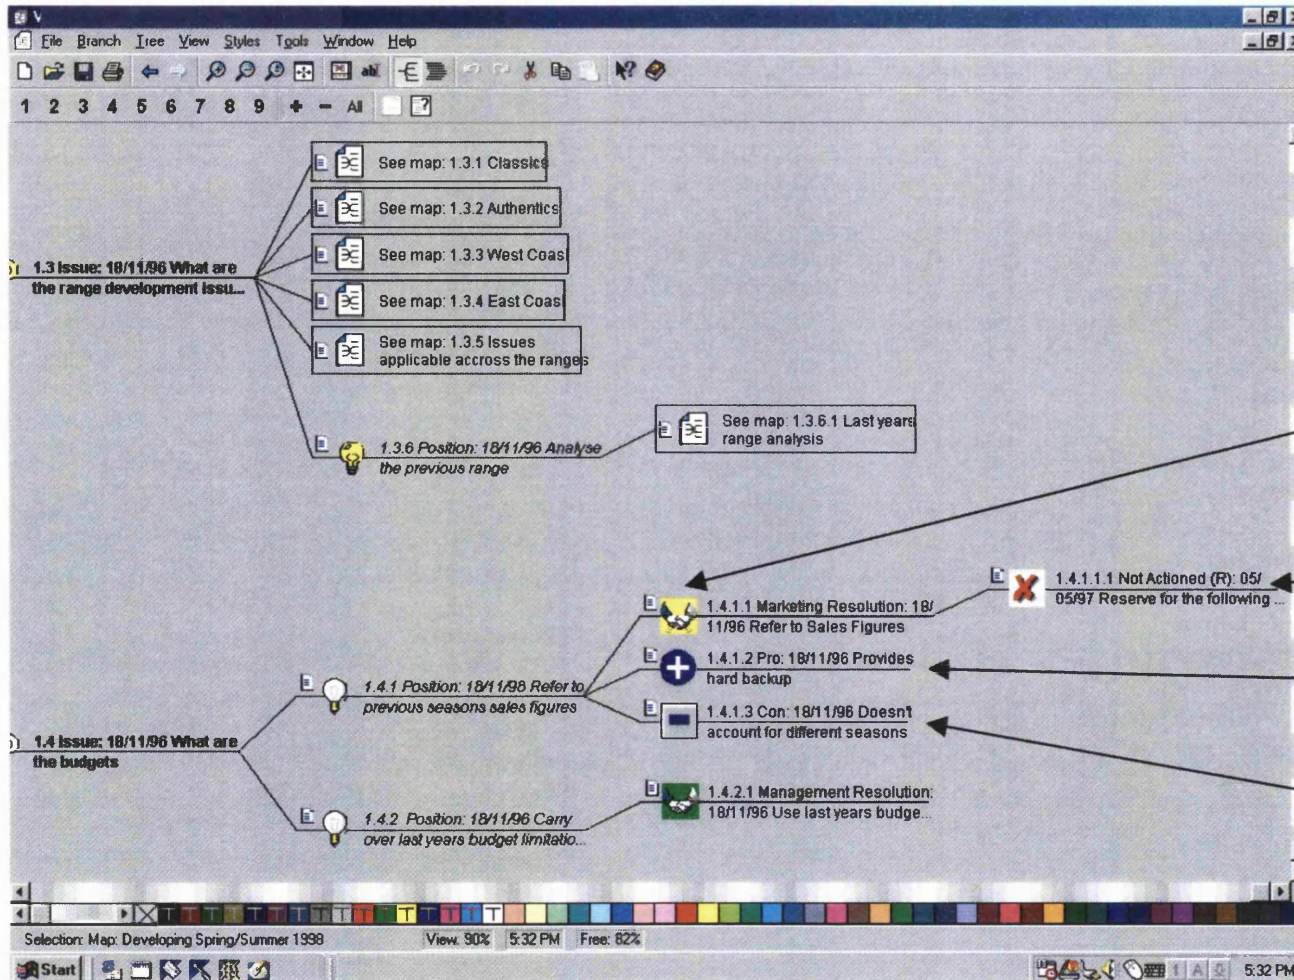 V
File Branch Tree View Styles Tools Window Help
abl
1 2 3 4 5 6 7 8 9 + - All
See map: 1.3.1 Classics
See map: 1.3.2 Authentics
1.3 Issue: 18/11/96 What are
the range development issu...
See map: 1.3.3 West Coas
See map: 1.3.4 East Coas
See map: 1.3.5 Issues
applicable accross the ranges
1.3.6 Position: 18/11/96 Analyse
the previous range
See map: 1.3.6.1 Last years
range analysis
1.4 Issue: 18/11/96 What are
the budgets
1.4.1 Position: 18/11/98 Refer to
previous seasons sales figures
1.4.1.1 Marketing Resolution: 18/
11/96 Refer to Sales Figures
1.4.1.1.1 Not Actioned (R): 05/
05/97 Reserve for the following ...
1.4.1.2 Pro: 18/11/96 Provides
hard backup
1.4.1.3 Con: 18/11/96 Doesn't
account for different seasons
1.4.2 Position: 18/11/96 Carry
over last years budget limitatio...
1.4.2.1 Management Resolution:
18/11/96 Use last years budge...
T T T T T T T T T T T T T T T T
Selection: Map: Developing Spring/Summer 1998 View: 90% 5:32 PM Free: 82%
Start 1 A 5:32 PM